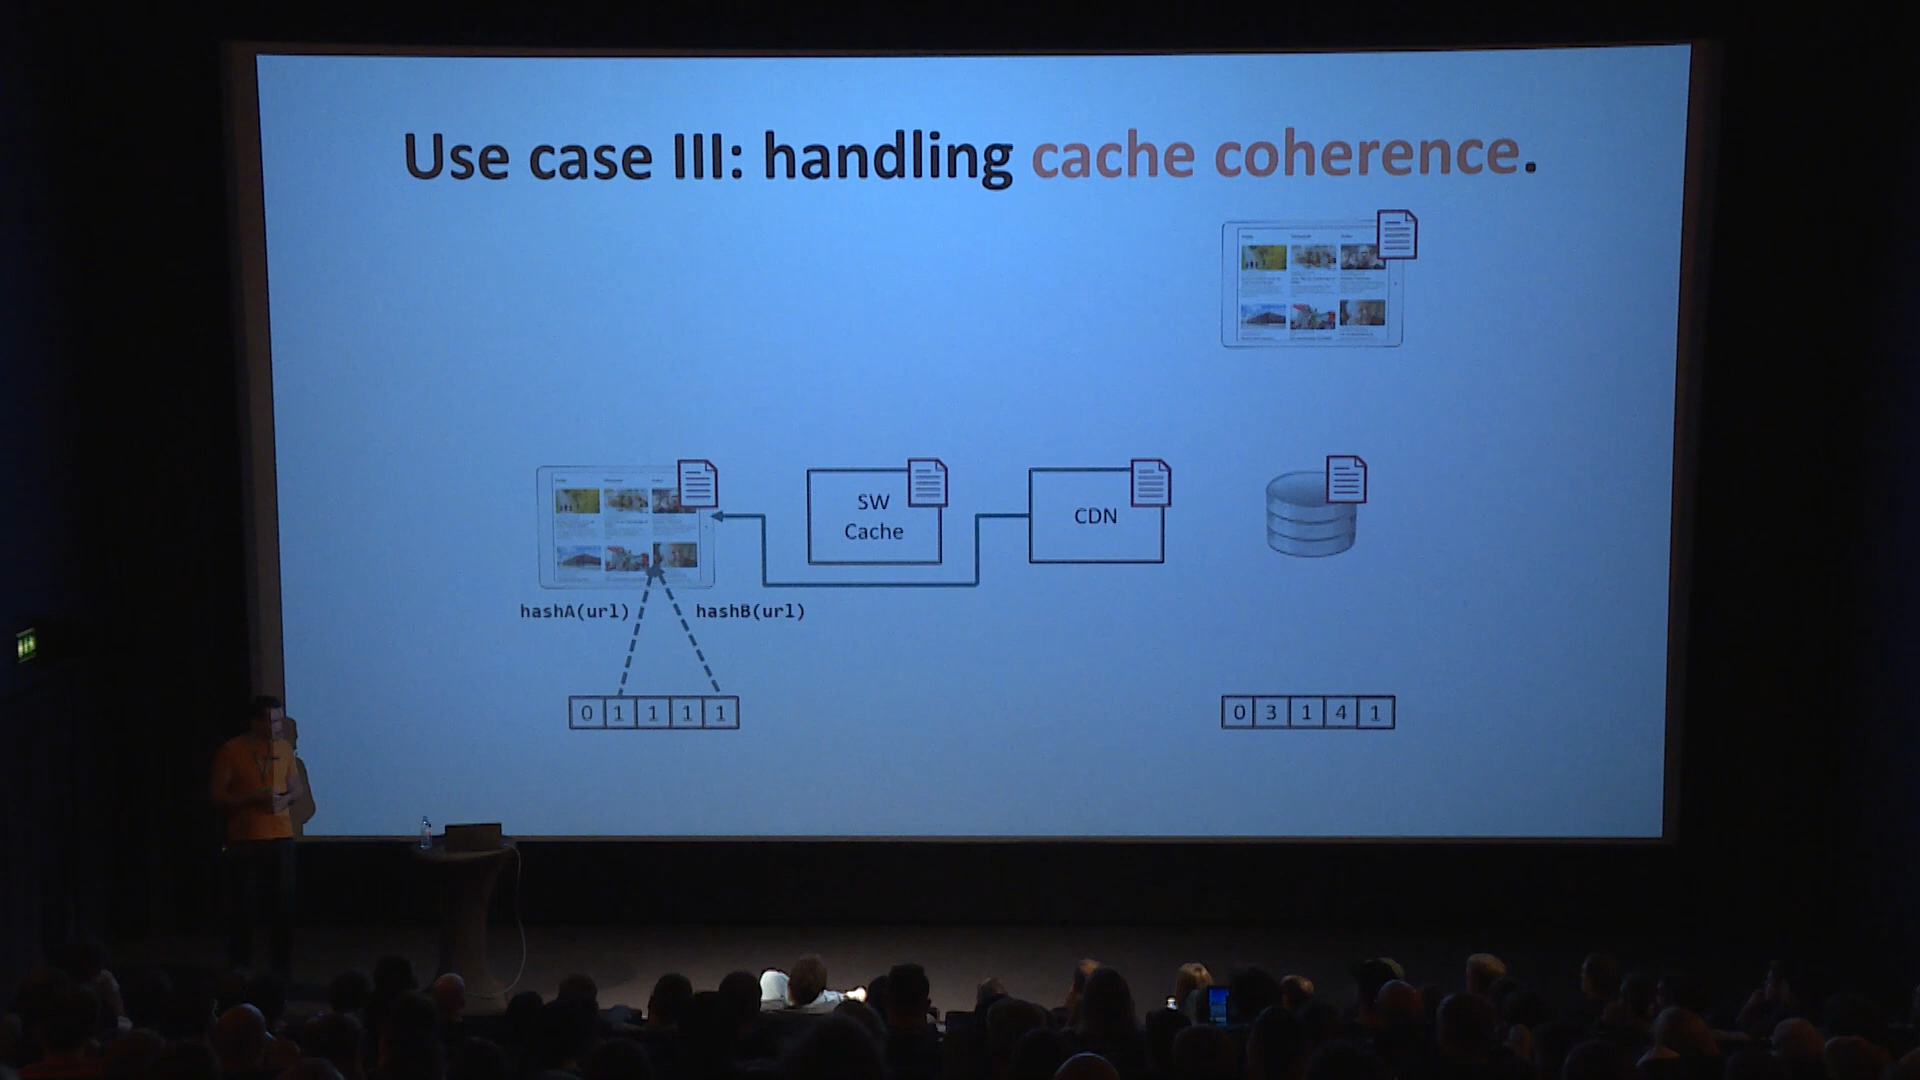 Use case III: handling cache coherence.
SW
Cache
CDN
hashA(url)
hashB(url)
0 1 1 1 1
0 3 1 4 1